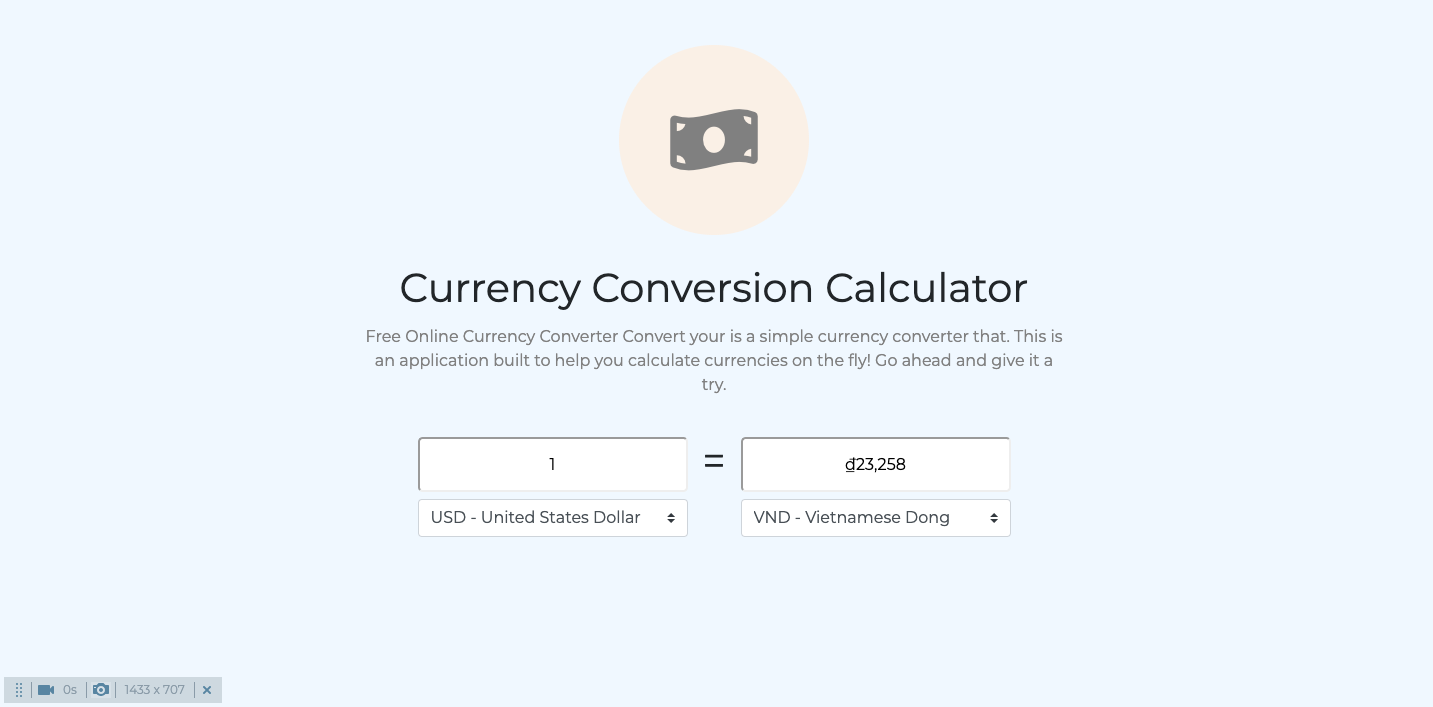 Currency Conversion Calculator
Free Online Currency Converter Convert your is a simple currency converter that. This is
an application built to help you calculate currencies on the fly! Go ahead and give it a
try.
1 = ₫23,258
USD - United States Dollar VND - Vietnamese Dong
0s 1433 x 707